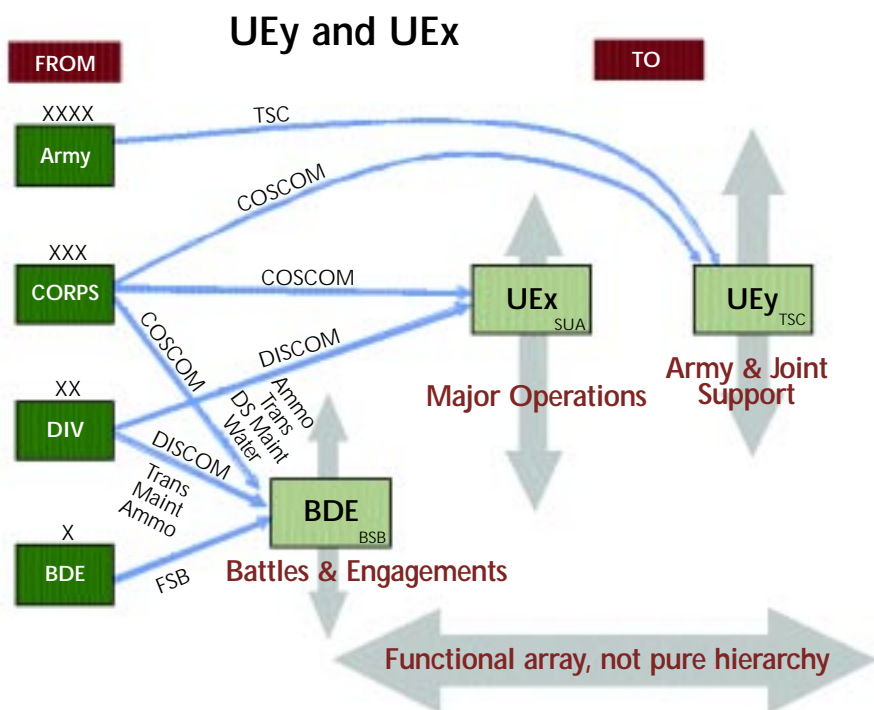 UEy and UEx
FROM
TO
XXXX
Army
TSC
COSCOM
XXX
CORPS
COSCOM
UEx
SUA
UEy
TSC
COSCOM
DISCOM
Ammo
Trans
DS Maint
Water
Major Operations
Army & Joint
Support
XX
DIV
DISCOM
Trans
Maint
Ammo
BDE
BSB
X
BDE
FSB
Battles & Engagements
Functional array, not pure hierarchy